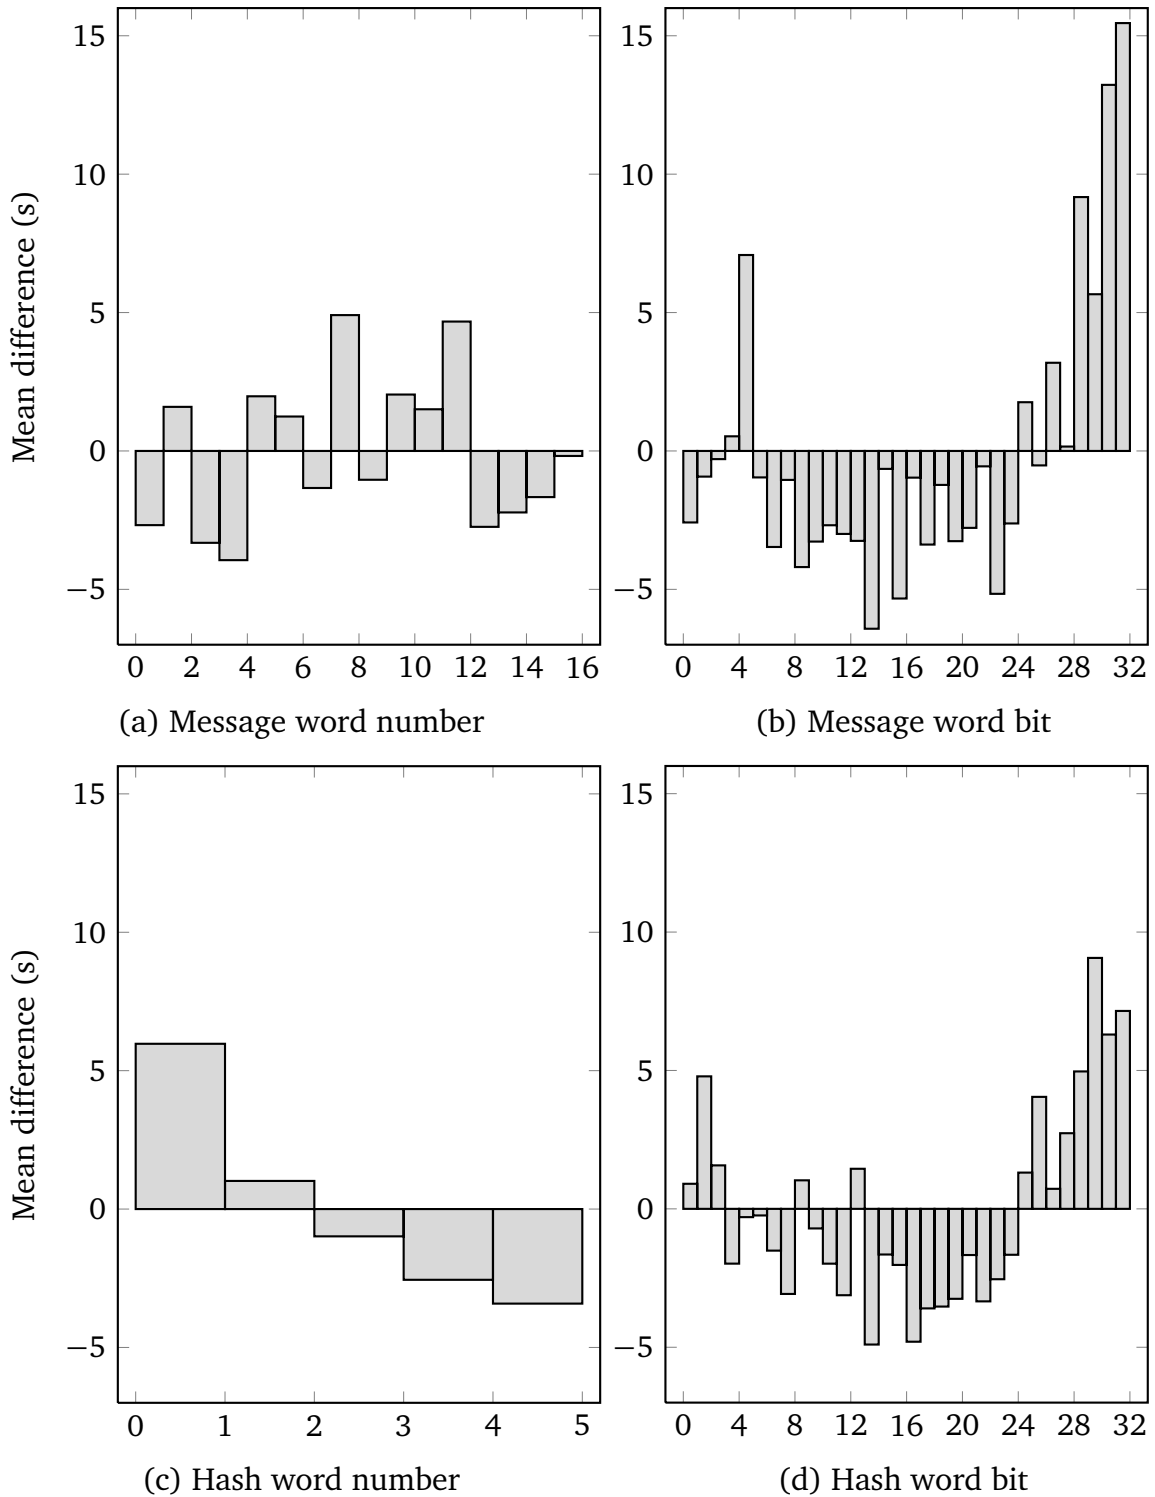 15
10
5
0
−5
Mean difference (s)
0 2 4 6 8 10 12 14 16
(a) Message word number
15
10
5
0
−5
0 4 8 12 16 20 24 28 32
(b) Message word bit
15
10
5
0
−5
Mean difference (s)
0 1 2 3 4 5
(c) Hash word number
15
10
5
0
−5
0 4 8 12 16 20 24 28 32
(d) Hash word bit